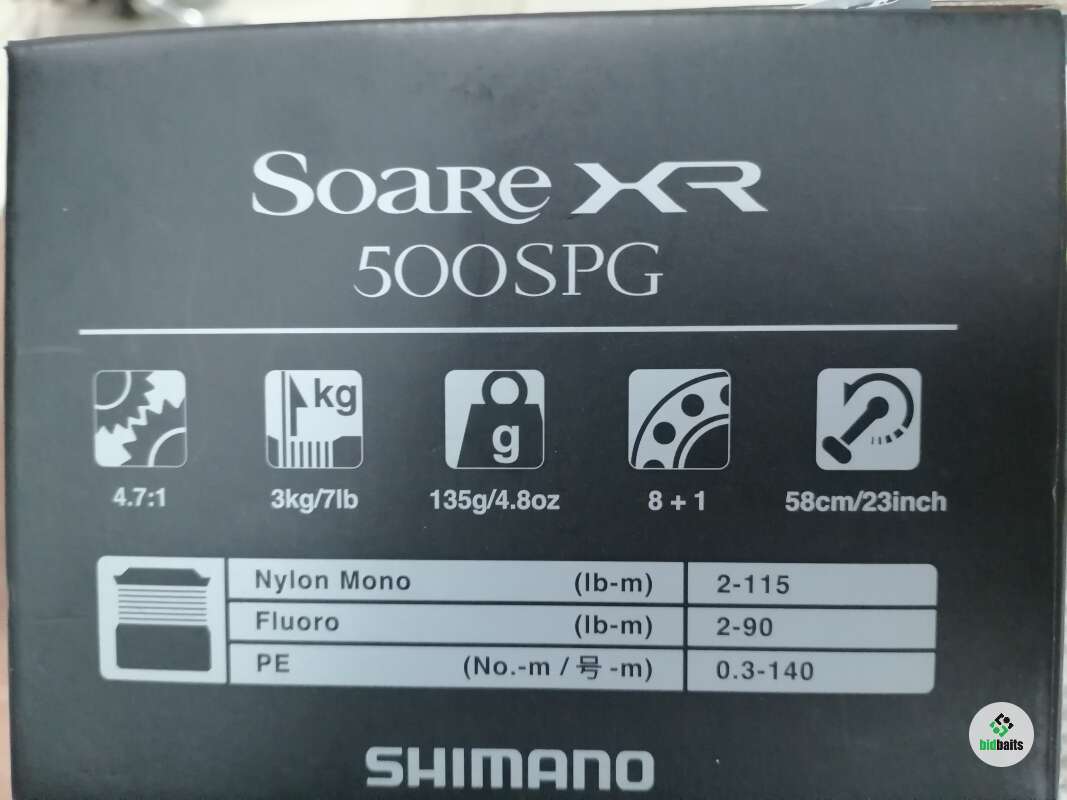 Soare XR
500SPG
kg
g
4.7:1 3kg/7lb 135g/4.8oz 8 + 1 58cm/23inch
Nylon Mono (lb-m) 2-115
Fluoro (lb-m) 2-90
PE (No.-m / 号 -m) 0.3-140
SHIMANO
bidbaits